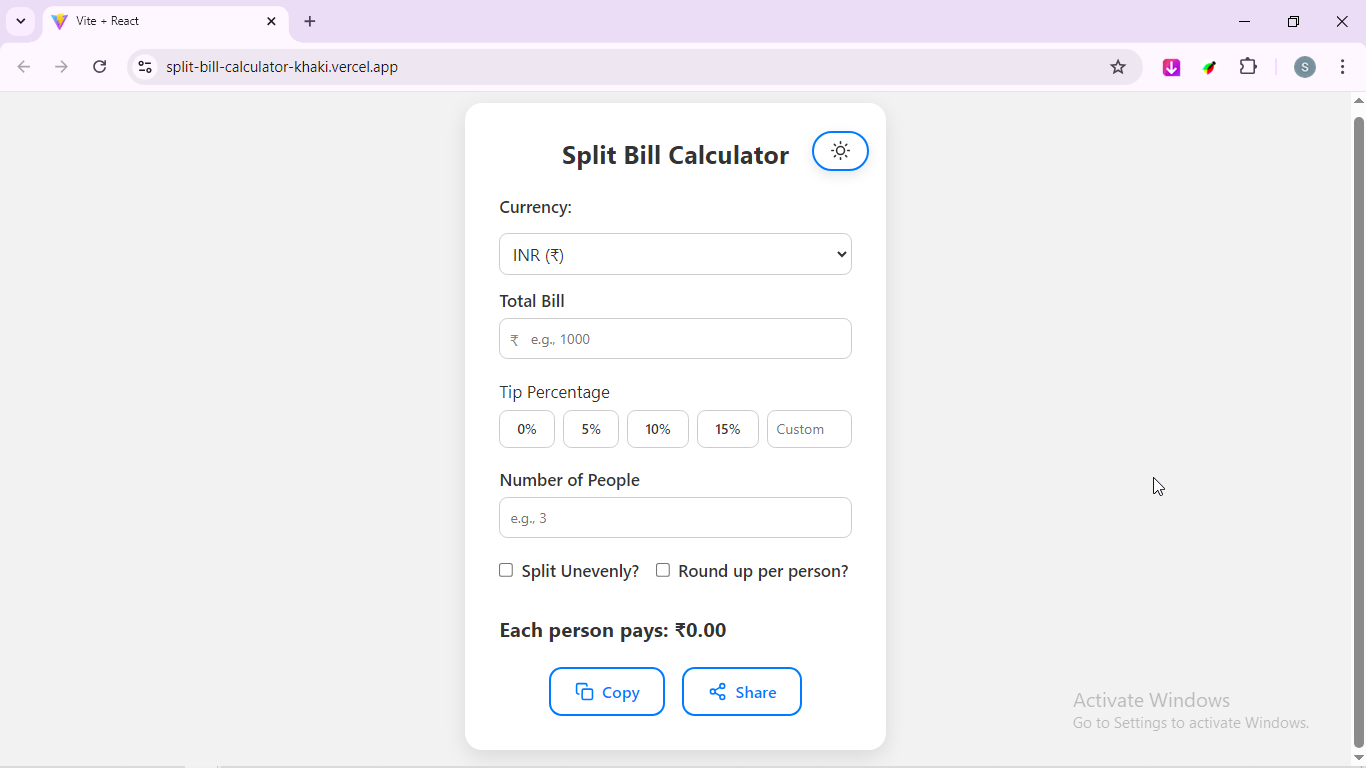 Vite + React
split-bill-calculator-khaki.vercel.app
S
Split Bill Calculator
Currency:
INR (₹)
Total Bill
₹ e.g., 1000
Tip Percentage
0% 5% 10% 15% Custom
Number of People
e.g., 3
Split Unevenly? Round up per person?
Each person pays: ₹0.00
Copy Share
Activate Windows
Go to Settings to activate Windows.